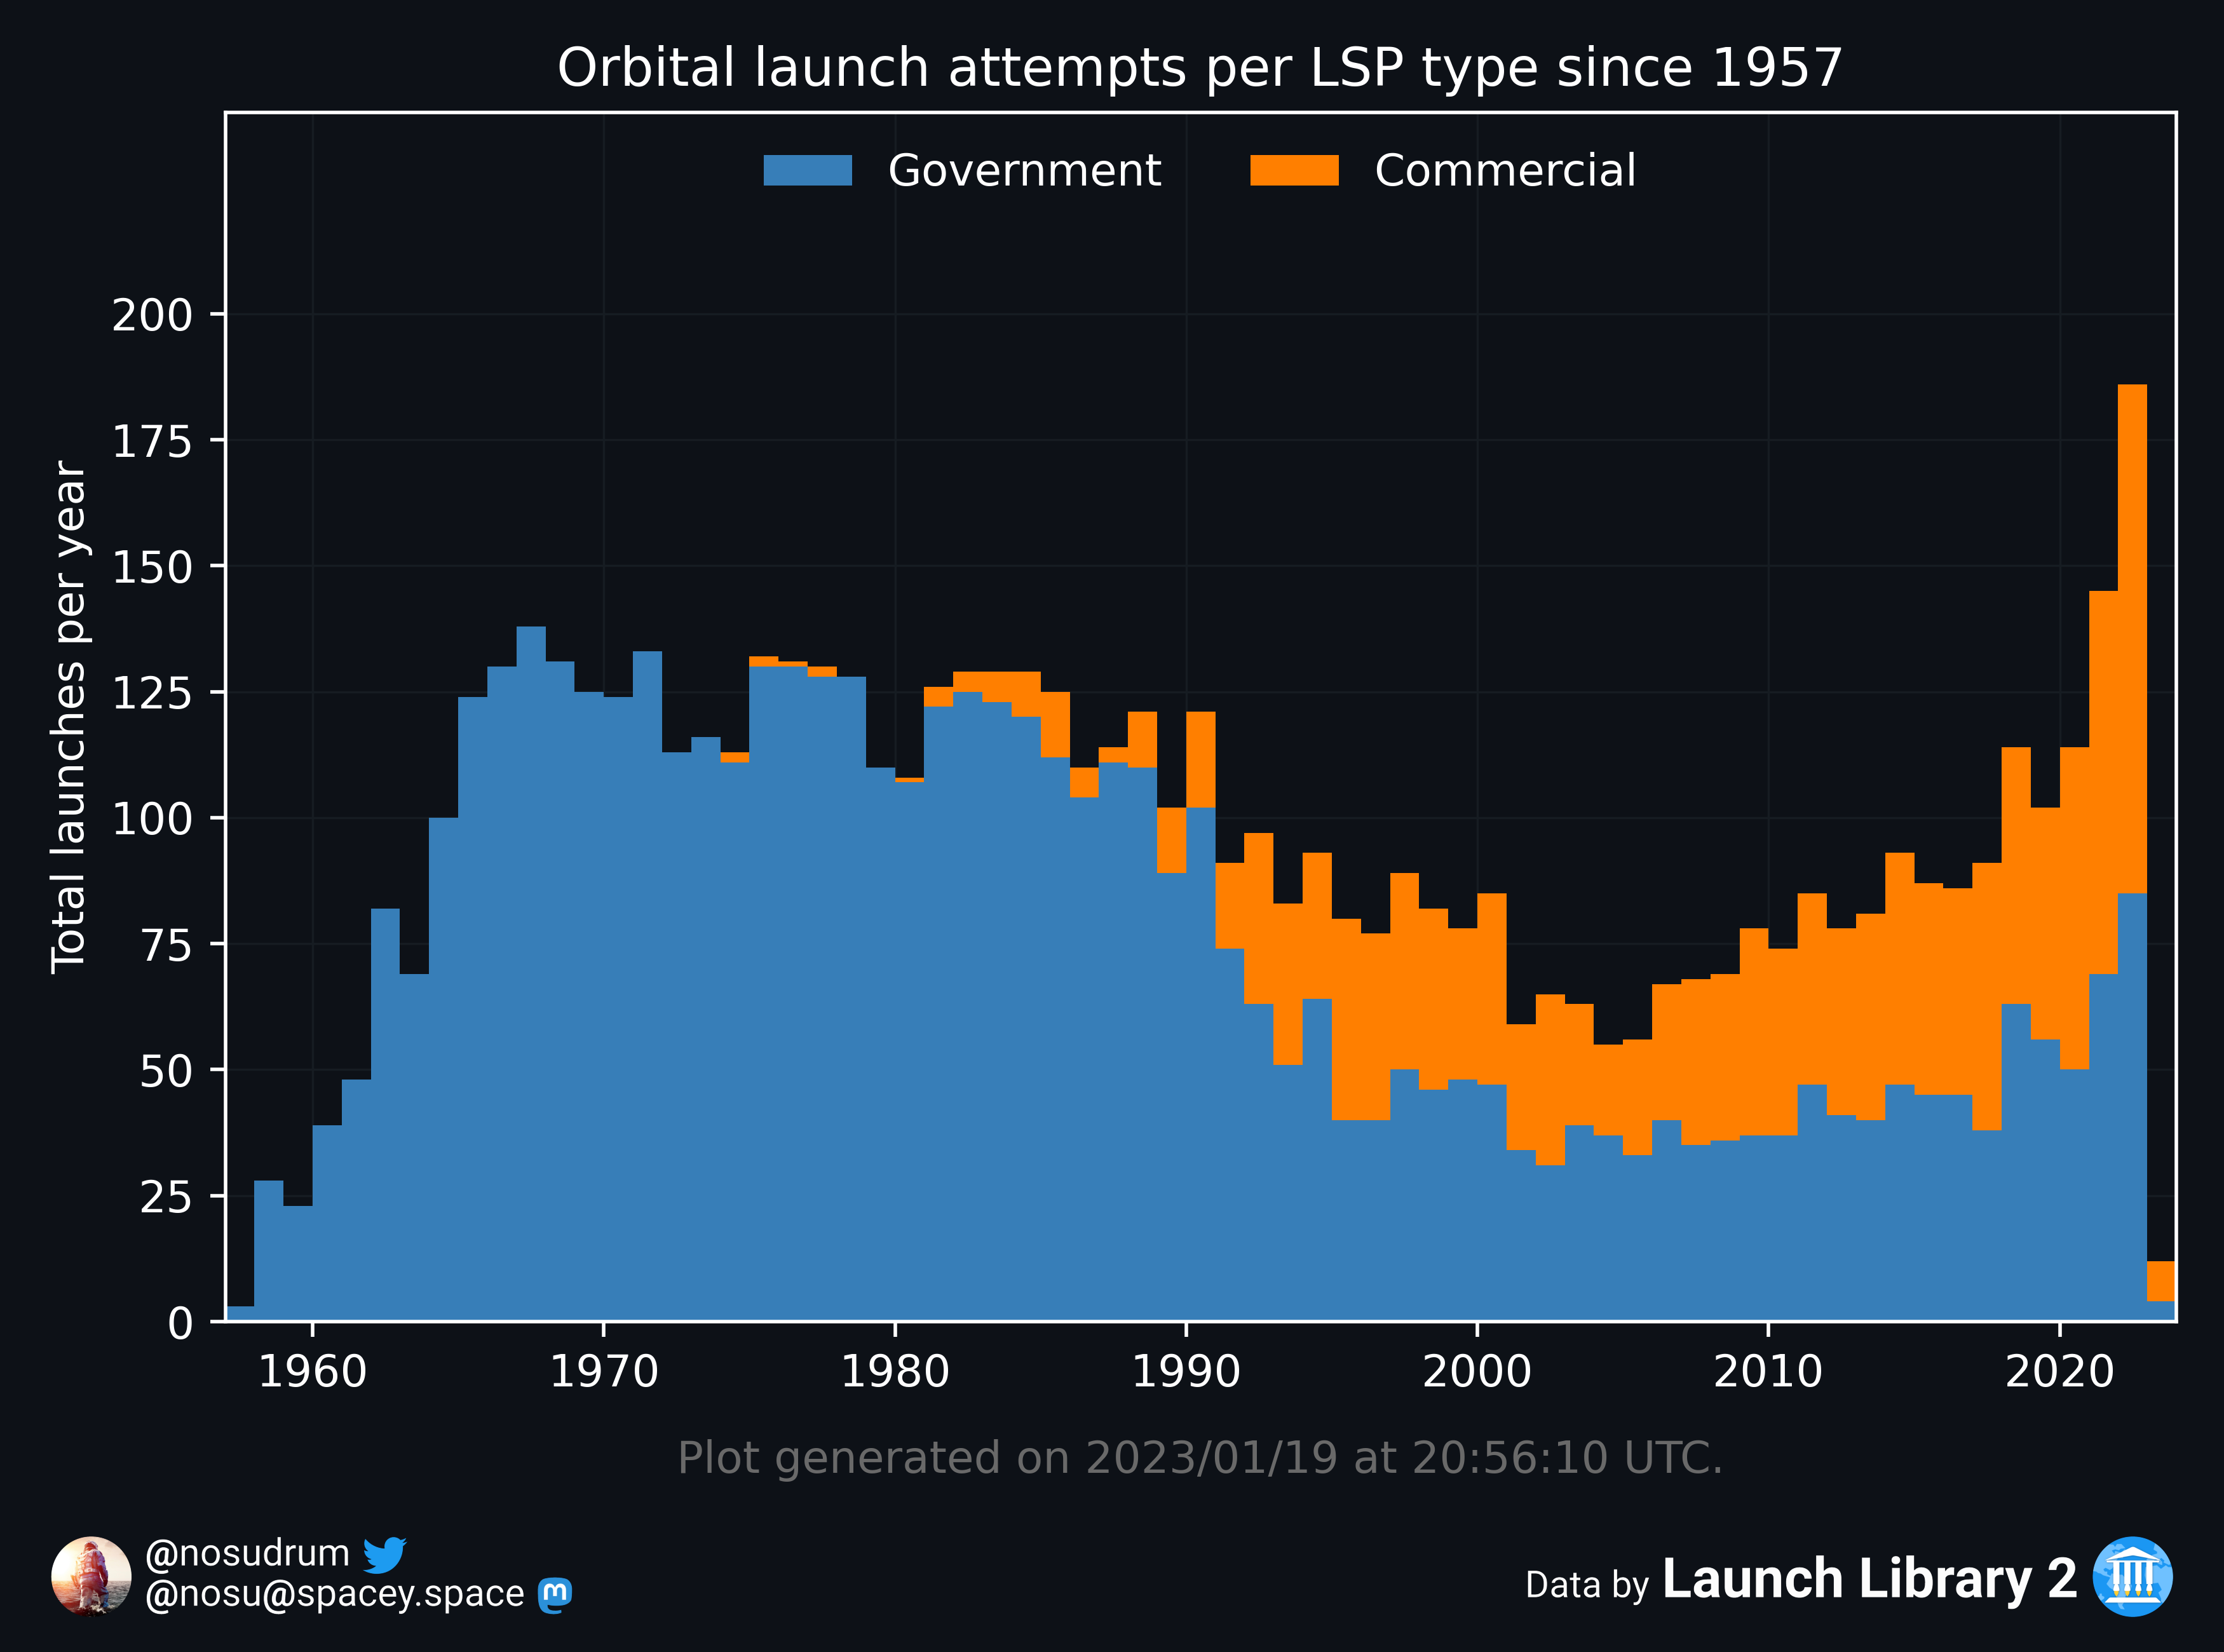 Orbital launch attempts per LSP type since 1957
Government
Commercial
Total launches per year
200
175
150
125
100
75
50
25
0
1960
1970
1980
1990
2000
2010
2020
Plot generated on 2023/01/19 at 20:56:10 UTC.
@nosudrum
@nosu@spacey.space
Data by Launch Library 2